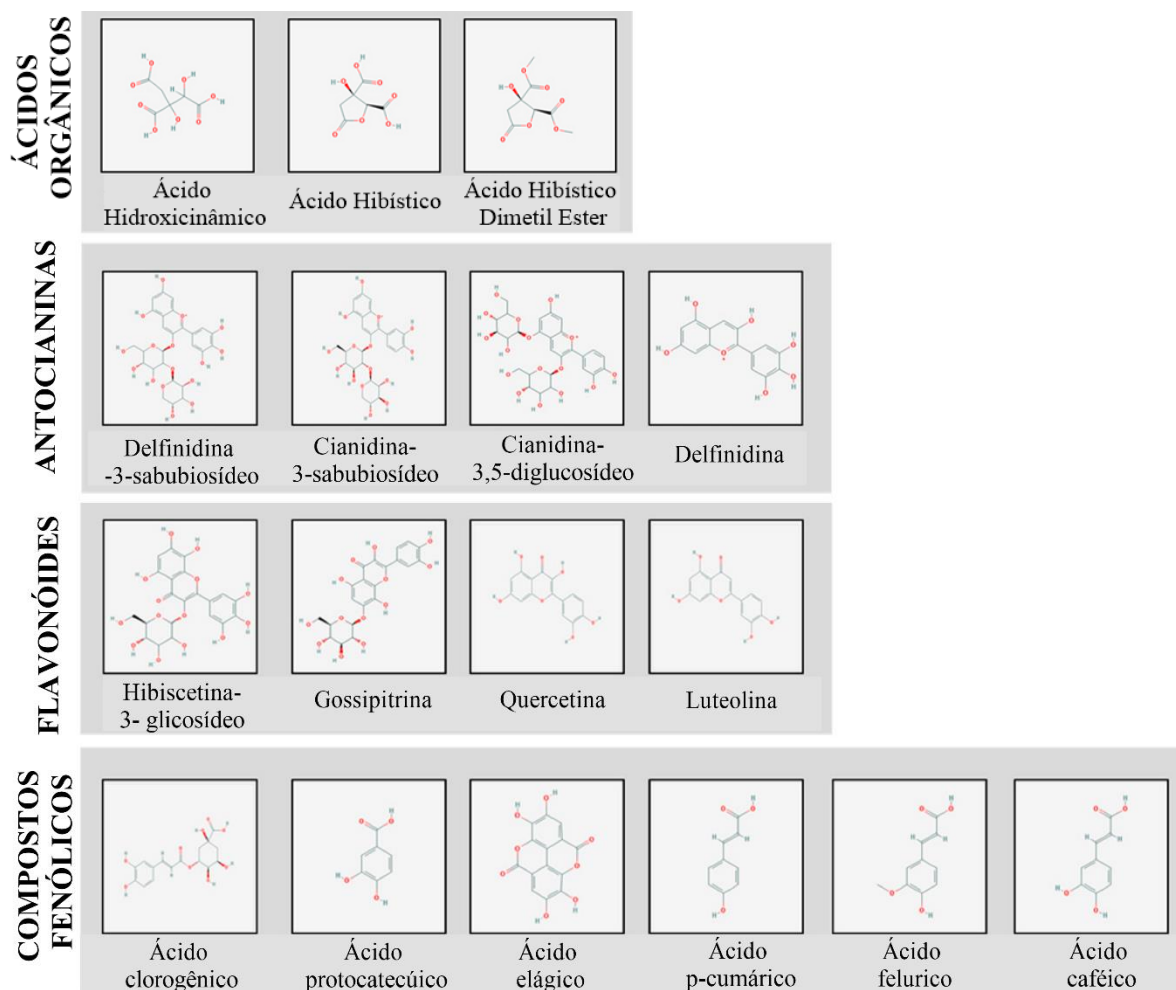 ÁCIDOS
ORGÂNICOS
Ácido
Hidroxicinâmico
Ácido Hibístico
Ácido Hibístico
Dimetil Ester
ANTOCIANINAS
Delfinidina
-3-sabubiosídeo
Cianidina-
3-sabubiosídeo
Cianidina-
3,5-diglucosídeo
Delfinidina
FLAVONÓIDES
Hibiscetina-
3- glicosídeo
Gossipitrina
Quercetina
Luteolina
COMPOSTOS
FENÓLICOS
Ácido
clorogênico
Ácido
protocatecúico
Ácido
elágico
Ácido
p-cumárico
Ácido
felurico
Ácido
caféico